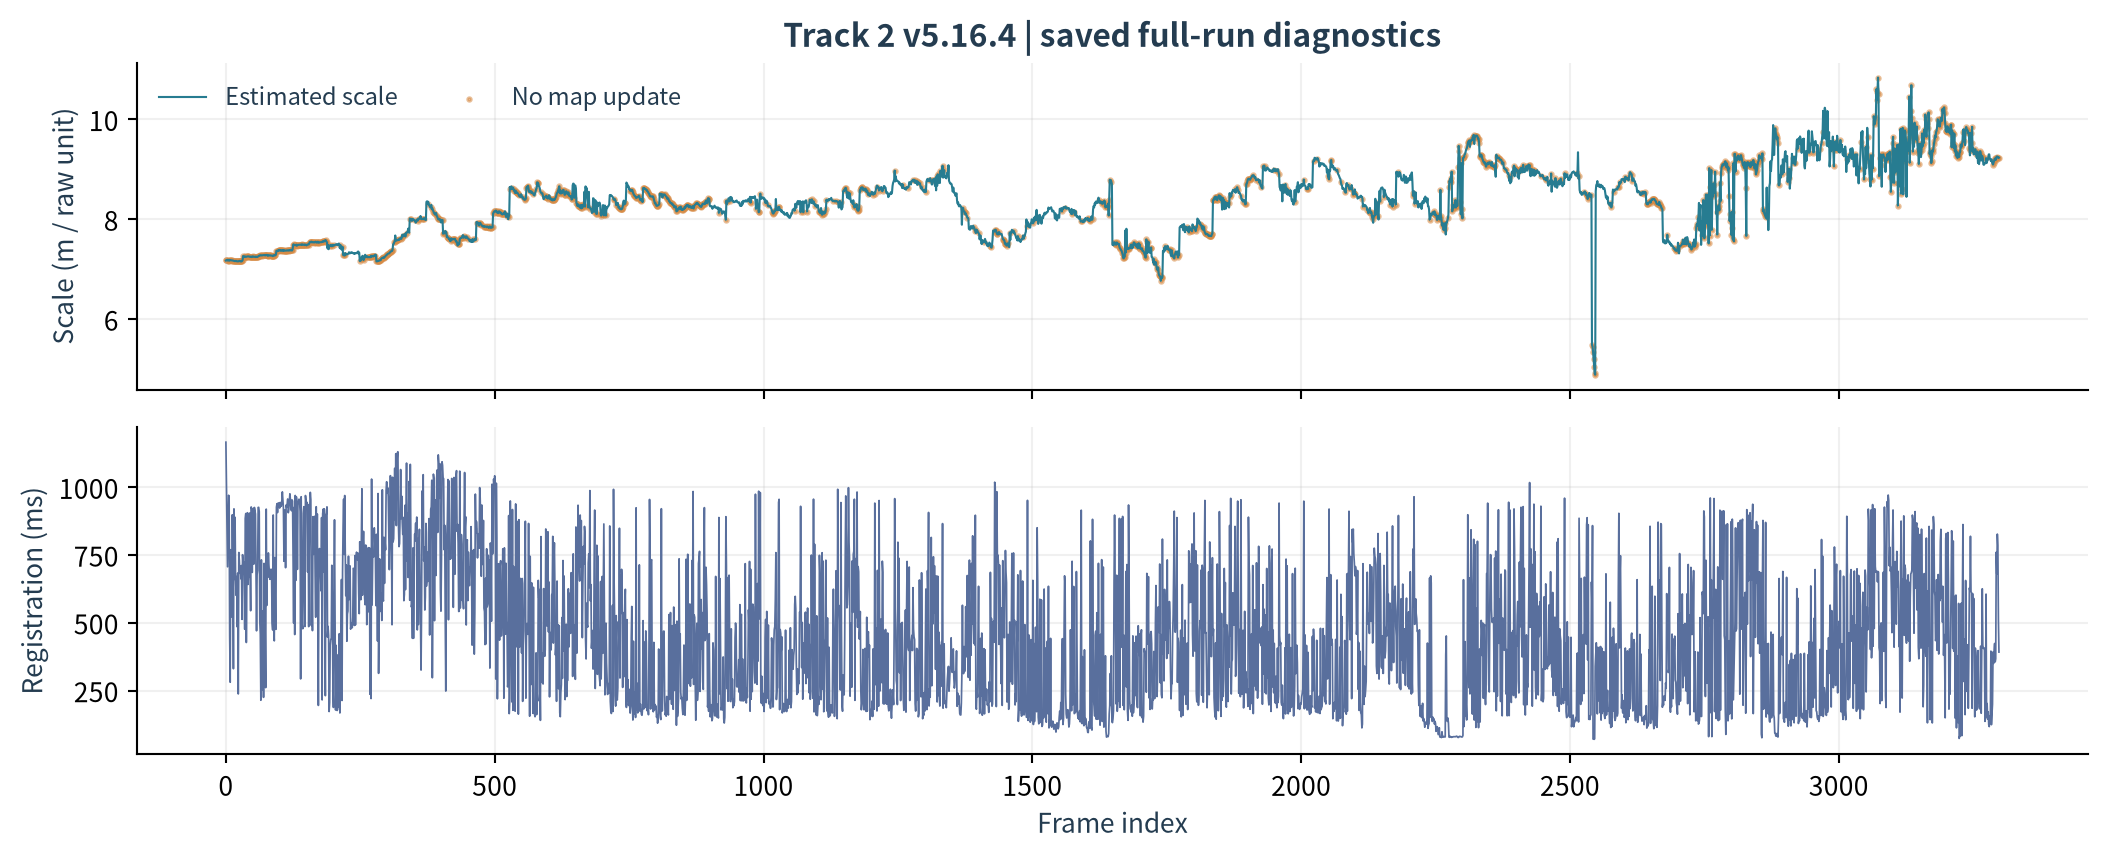 Track 2 v5.16.4 | saved full-run diagnostics
Estimated scale
No map update
Scale (m / raw unit)
10
8
6
Registration (ms)
1000
750
500
250
0
500
1000
1500
2000
2500
3000
Frame index